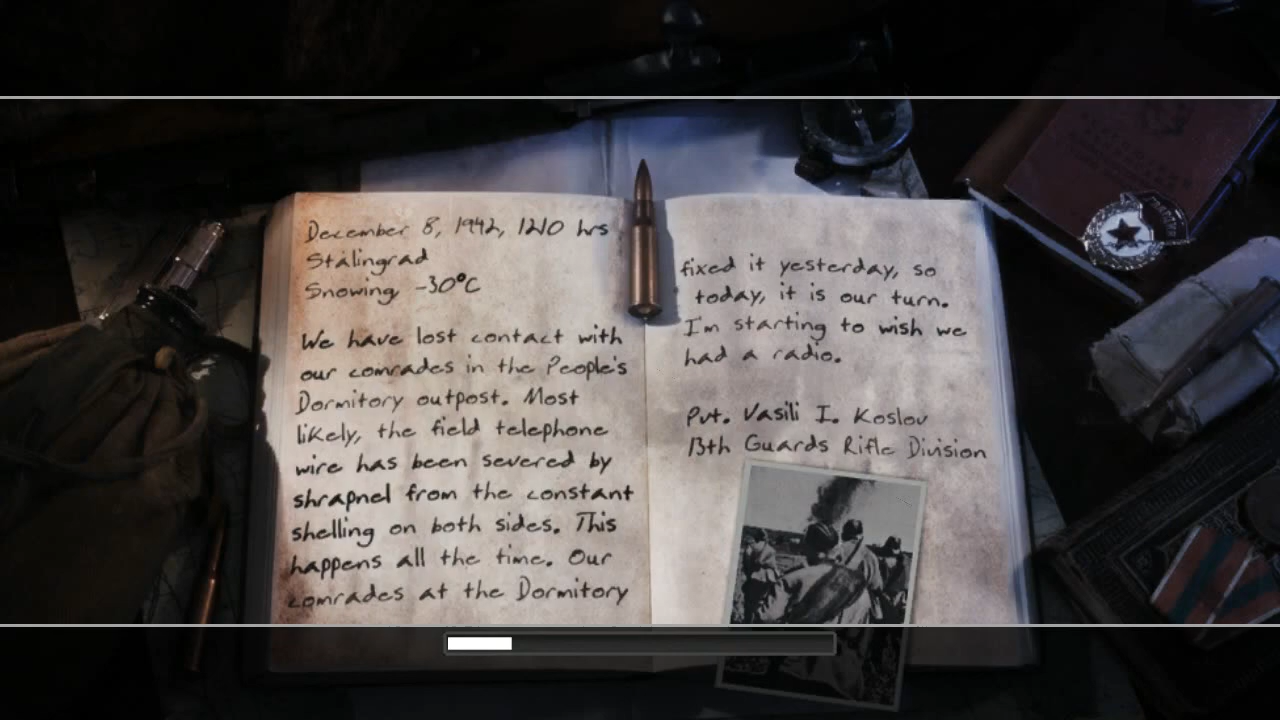 December 8, 1942, 1210 hrs
Stalingrad
Snowing -30°C
We have lost contact with
our comrades in the People's
Dormitory outpost. Most
likely, the field telephone
wire has been severed by
shrapnel from the constant
shelling on both sides. This
happens all the time. Our
comrades at the Dormitory
fixed it yesterday, so
today, it is our turn.
I'm starting to wish we
had a radio.
Pvt. Vasili I. Koslov
13th Guards Rifle Division